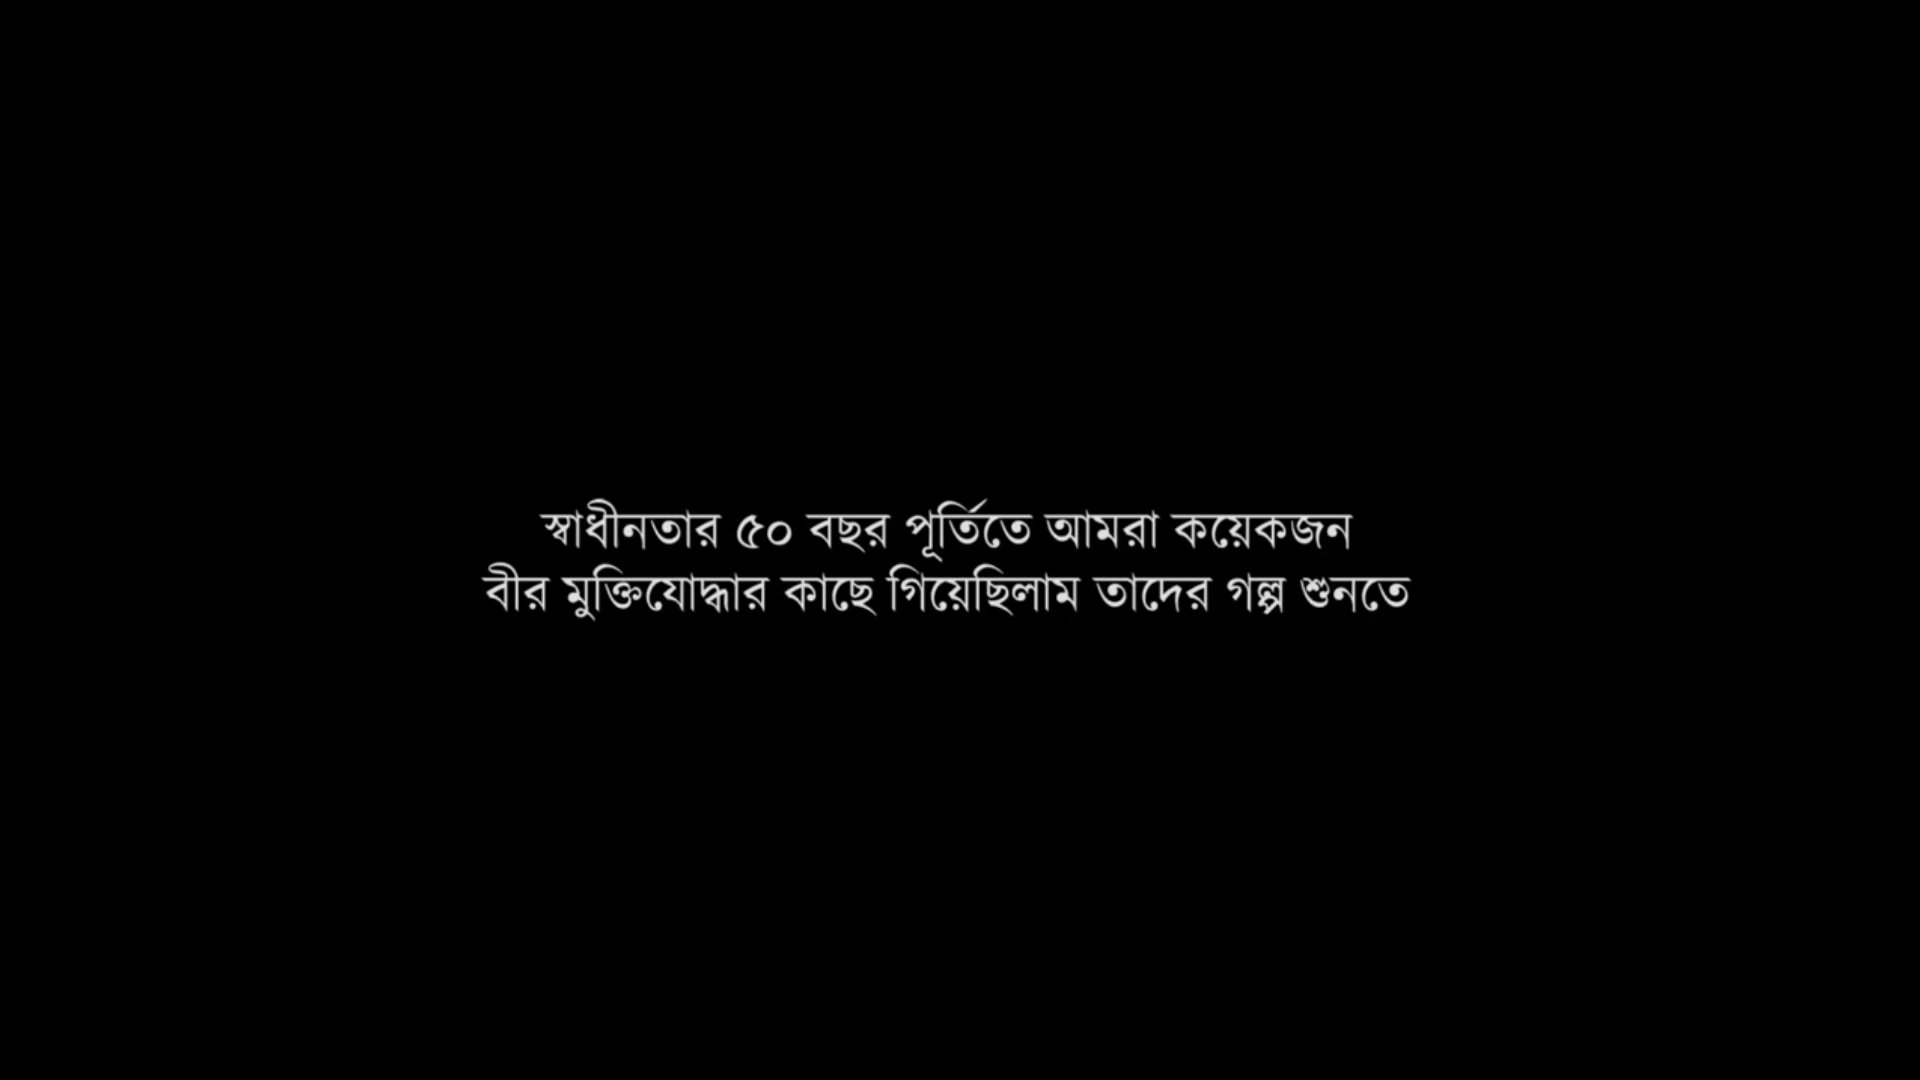 স্বাধীনতার ৫০ বছর পূর্তিতে আমরা কয়েকজন
বীর মুক্তিযোদ্ধার কাছে গিয়েছিলাম তাদের গল্প শুনতে